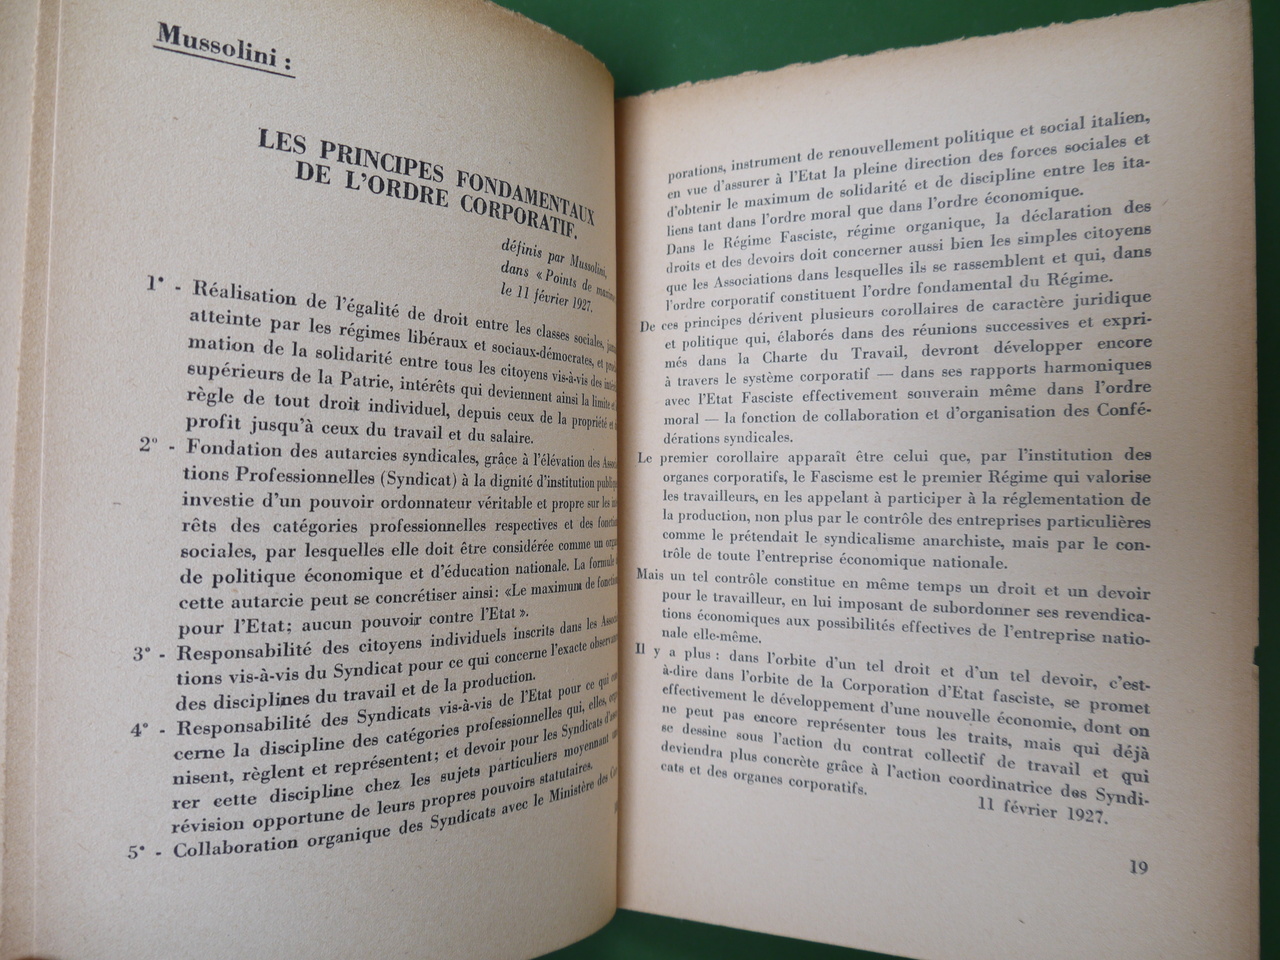 Mussolini :
LES PRINCIPES FONDAMENTAUX
DE L'ORDRE CORPORATIF.
définis par Mussolini,
dans « Points de
le 11 février 1927.
1° - Réalisation de l'égalité de droit entre les classes sociales,
atteinte par les régimes libéraux et sociaux-démocrates, et
mation de la solidarité entre tous les citoyens vis-à-vis des
supérieurs de la Patrie, intérêts qui deviennent ainsi la limite
règle de tout droit individuel, depuis ceux de la propriété et
profit jusqu'à ceux du travail et du salaire.
2° - Fondation des autarcies syndicales, grâce à l'élévation des
tions Professionnelles (Syndicat) à la dignité d'institution
investie d'un pouvoir ordonnateur véritable et propre sur les
rêts des catégories professionnelles respectives et des
sociales, par lesquelles elle doit être considérée comme un
de politique économique et d'éducation nationale. La formule
cette autarcie peut se concrétiser ainsi: «Le maximum de
pour l'Etat; aucun pouvoir contre l'Etat ».
3° - Responsabilité des citoyens individuels inscrits dans les
tions vis-à-vis du Syndicat pour ce qui concerne l'exacte
des disciplines du travail et de la production.
4° - Responsabilité des Syndicats vis-à-vis de l'Etat pour ce qui
cerne la discipline des catégories professionnelles qui, elles,
nisent, règlent et représentent; et devoir pour les Syndicats
rer cette discipline chez les sujets particuliers moyennant
révision opportune de leurs propres pouvoirs statutaires.
5° - Collaboration organique des Syndicats avec le Ministère des
porations, instrument de renouvellement politique et social italien,
en vue d'assurer à l'Etat la pleine direction des forces sociales et
d'obtenir le maximum de solidarité et de discipline entre les ita-
liens tant dans l'ordre moral que dans l'ordre économique.
Dans le Régime Fasciste, régime organique, la déclaration des
droits et des devoirs doit concerner aussi bien les simples citoyens
que les Associations dans lesquelles ils se rassemblent et qui, dans
l'ordre corporatif constituent l'ordre fondamental du Régime.
De ces principes dérivent plusieurs corollaires de caractère juridique
et politique qui, élaborés dans des réunions successives et expri-
més dans la Charte du Travail, devront développer encore
à travers le système corporatif — dans ses rapports harmoniques
avec l'Etat Fasciste effectivement souverain même dans l'ordre
moral — la fonction de collaboration et d'organisation des Confé-
dérations syndicales.
Le premier corollaire apparaît être celui que, par l'institution des
organes corporatifs, le Fascisme est le premier Régime qui valorise
les travailleurs, en les appelant à participer à la réglementation de
la production, non plus par le contrôle des entreprises particulières
comme le prétendait le syndicalisme anarchiste, mais par le con-
trôle de toute l'entreprise économique nationale.
Mais un tel contrôle constitue en même temps un droit et un devoir
pour le travailleur, en lui imposant de subordonner ses revendica-
tions économiques aux possibilités effectives de l'entreprise natio-
nale elle-même.
Il y a plus : dans l'orbite d'un tel droit et d'un tel devoir, c'est-
à-dire dans l'orbite de la Corporation d'Etat fasciste, se promet
effectivement le développement d'une nouvelle économie, dont on
ne peut pas encore représenter tous les traits, mais qui déjà
se dessine sous l'action du contrat collectif de travail et qui
deviendra plus concrète grâce à l'action coordinatrice des Syndi-
cats et des organes corporatifs.
11 février 1927.
19